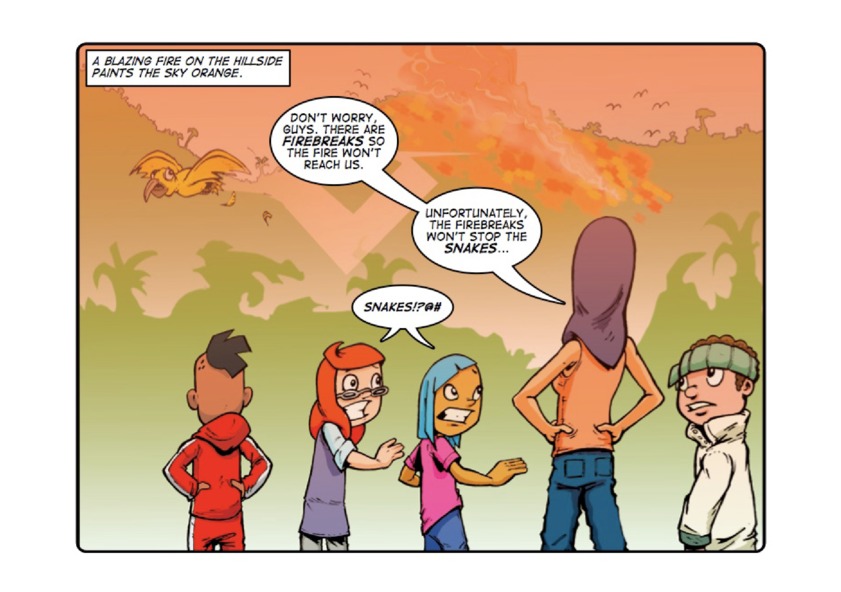 A BLAZING FIRE ON THE HILLSIDE
PAINTS THE SKY ORANGE.
DON'T WORRY,
GUYS. THERE ARE
FIREBREAKS SO
THE FIRE WON'T
REACH US.
UNFORTUNATELY,
THE FIREBREAKS
WON'T STOP THE
SNAKES...
SNAKES!?@#